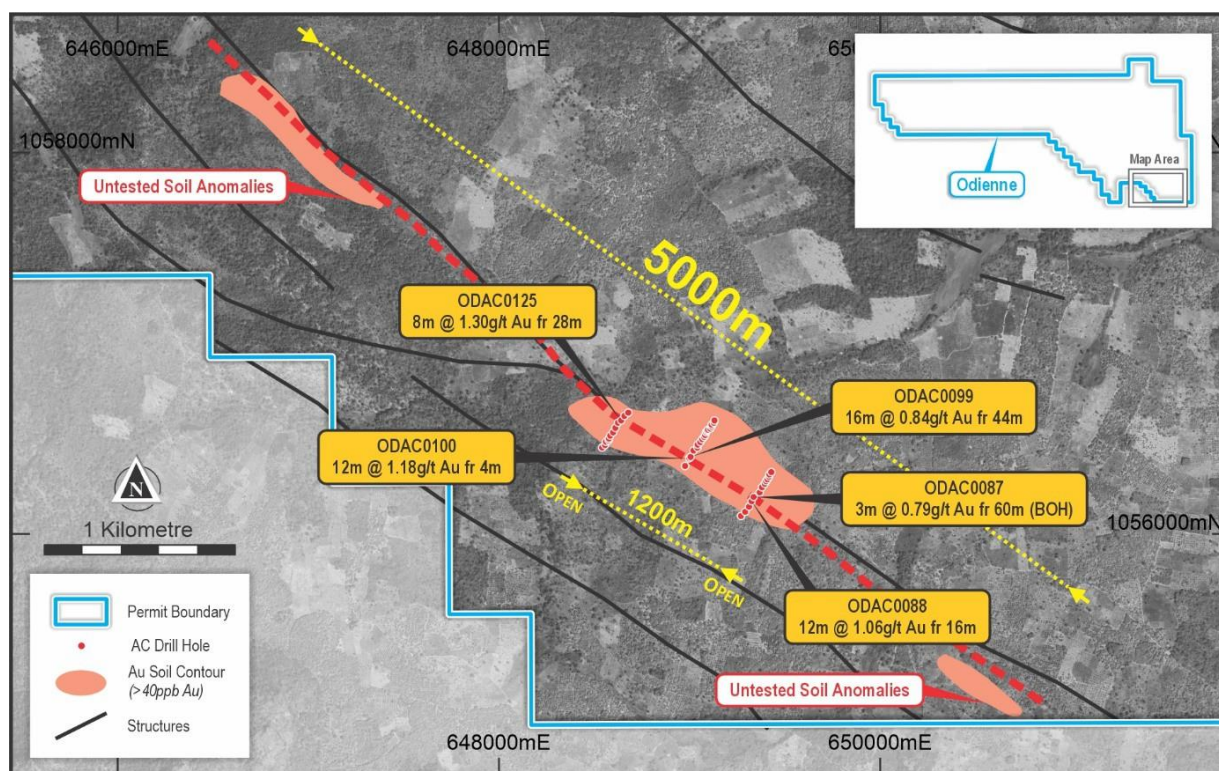 646000mE
648000mE
650
1058000mN
Untested Soil Anomalies
Map Area
Odienne
5000m
ODAC0125
8m @ 1.30g/t Au fr 28m
ODAC0099
16m @ 0.84g/t Au fr 44m
ODAC0100
12m @ 1.18g/t Au fr 4m
OPEN
1200m
OPEN
ODAC0087
3m @ 0.79g/t Au fr 60m (BOH)
1056000mN
N
1 Kilometre
ODAC0088
12m @ 1.06g/t Au fr 16m
Permit Boundary
AC Drill Hole
Au Soil Contour
(>40ppb Au)
Structures
Untested Soil Anomalies
648000mE
650000mE